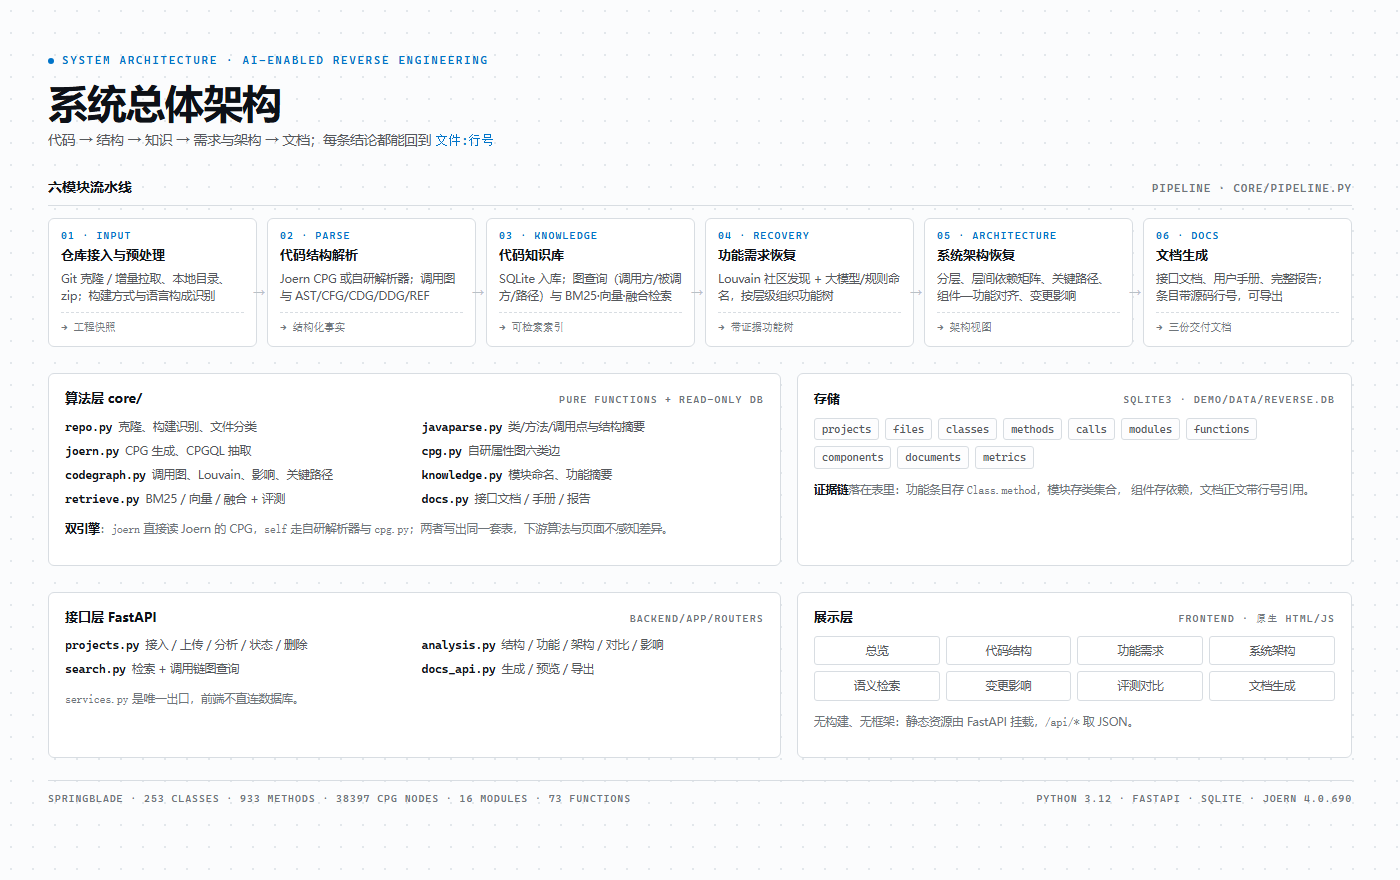 SYSTEM ARCHITECTURE · AI-ENABLED REVERSE ENGINEERING
系统总体架构
代码 → 结构 → 知识 → 需求与架构 → 文档；每条结论都能回到 文件:行号
六模块流水线
PIPELINE · CORE/PIPELINE.PY
01 · INPUT
仓库接入与预处理
Git 克隆 / 增量拉取、本地目录、
zip；构建方式与语言构成识别
→ 工程快照
02 · PARSE
代码结构解析
Joern CPG 或自研解析器；调用图
与 AST/CFG/CDG/DDG/REF
→ 结构化事实
03 · KNOWLEDGE
代码知识库
SQLite 入库；图查询（调用方/被调
方/路径）与 BM25·向量·融合检索
→ 可检索索引
04 · RECOVERY
功能需求恢复
Louvain 社区发现 + 大模型/规则命
名，按层级组织功能树
→ 带证据功能树
05 · ARCHITECTURE
系统架构恢复
分层、层间依赖矩阵、关键路径、
组件—功能对齐、变更影响
→ 架构视图
06 · DOCS
文档生成
接口文档、用户手册、完整报告；
条目带源码行号，可导出
→ 三份交付文档
算法层 core/
PURE FUNCTIONS + READ-ONLY DB
repo.py 克隆、构建识别、文件分类
javaparse.py 类/方法/调用点与结构摘要
joern.py CPG 生成、CPGQL 抽取
cpg.py 自研属性图六类边
codegraph.py 调用图、Louvain、影响、关键路径
knowledge.py 模块命名、功能摘要
retrieve.py BM25 / 向量 / 融合 + 评测
docs.py 接口文档 / 手册 / 报告
双引擎：joern 直接读 Joern 的 CPG，self 走自研解析器与 cpg.py；两者写出同一套表，下游算法与页面不感知差异。
存储
SQLITE3 · DEMO/DATA/REVERSE.DB
projects files classes methods calls modules functions
components documents metrics
证据链落在表里：功能条目存 Class.method，模块存类集合， 组件存依赖，文档正文带行号引用。
接口层 FastAPI
BACKEND/APP/ROUTERS
projects.py 接入 / 上传 / 分析 / 状态 / 删除
analysis.py 结构 / 功能 / 架构 / 对比 / 影响
search.py 检索 + 调用链图查询
docs_api.py 生成 / 预览 / 导出
services.py 是唯一出口，前端不直连数据库。
展示层
FRONTEND · 原生 HTML/JS
总览 代码结构 功能需求 系统架构
语义检索 变更影响 评测对比 文档生成
无构建、无框架：静态资源由 FastAPI 挂载，/api/* 取 JSON。
SPRINGBLADE · 253 CLASSES · 933 METHODS · 38397 CPG NODES · 16 MODULES · 73 FUNCTIONS
PYTHON 3.12 · FASTAPI · SQLITE · JOERN 4.0.690